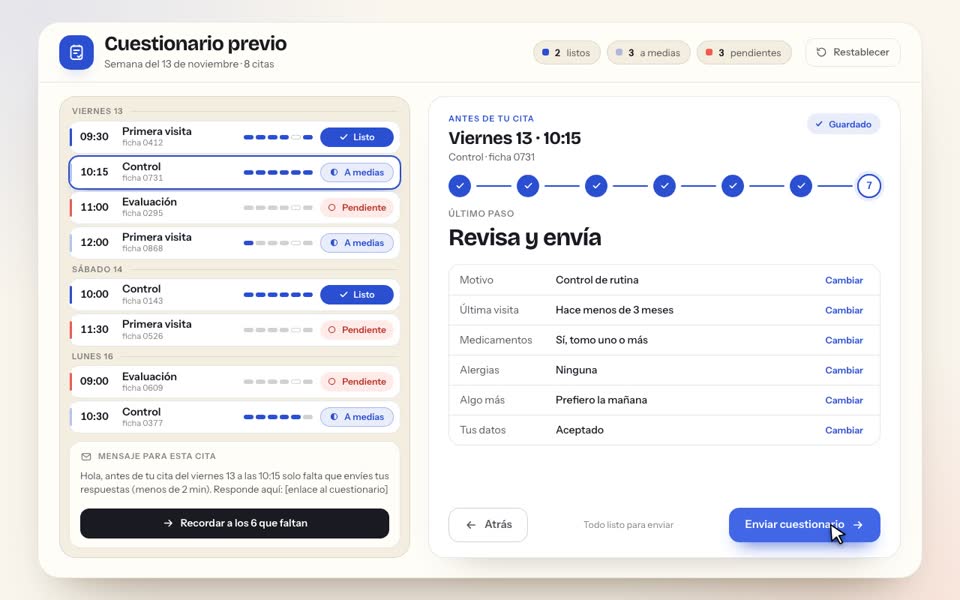 Cuestionario previo
Semana del 13 de noviembre · 8 citas
2 listos
3 a medias
3 pendientes
Restablecer
VIERNES 13
09:30 Primera visita Listo
ficha 0412
10:15 Control A medias
ficha 0731
11:00 Evaluación Pendiente
ficha 0295
12:00 Primera visita A medias
ficha 0868
SÁBADO 14
10:00 Control Listo
ficha 0143
11:30 Primera visita Pendiente
ficha 0526
LUNES 16
09:00 Evaluación Pendiente
ficha 0609
10:30 Control A medias
ficha 0377
MENSAJE PARA ESTA CITA
Hola, antes de tu cita del viernes 13 a las 10:15 solo falta que envíes tus
respuestas (menos de 2 min). Responde aquí: [enlace al cuestionario]
Recordar a los 6 que faltan
ANTES DE TU CITA
Viernes 13 · 10:15
Control · ficha 0731
Guardado
7
ÚLTIMO PASO
Revisa y envía
Motivo Control de rutina Cambiar
Última visita Hace menos de 3 meses Cambiar
Medicamentos Sí, tomo uno o más Cambiar
Alergias Ninguna Cambiar
Algo más Prefiero la mañana Cambiar
Tus datos Aceptado Cambiar
Atrás
Todo listo para enviar
Enviar cuestionario